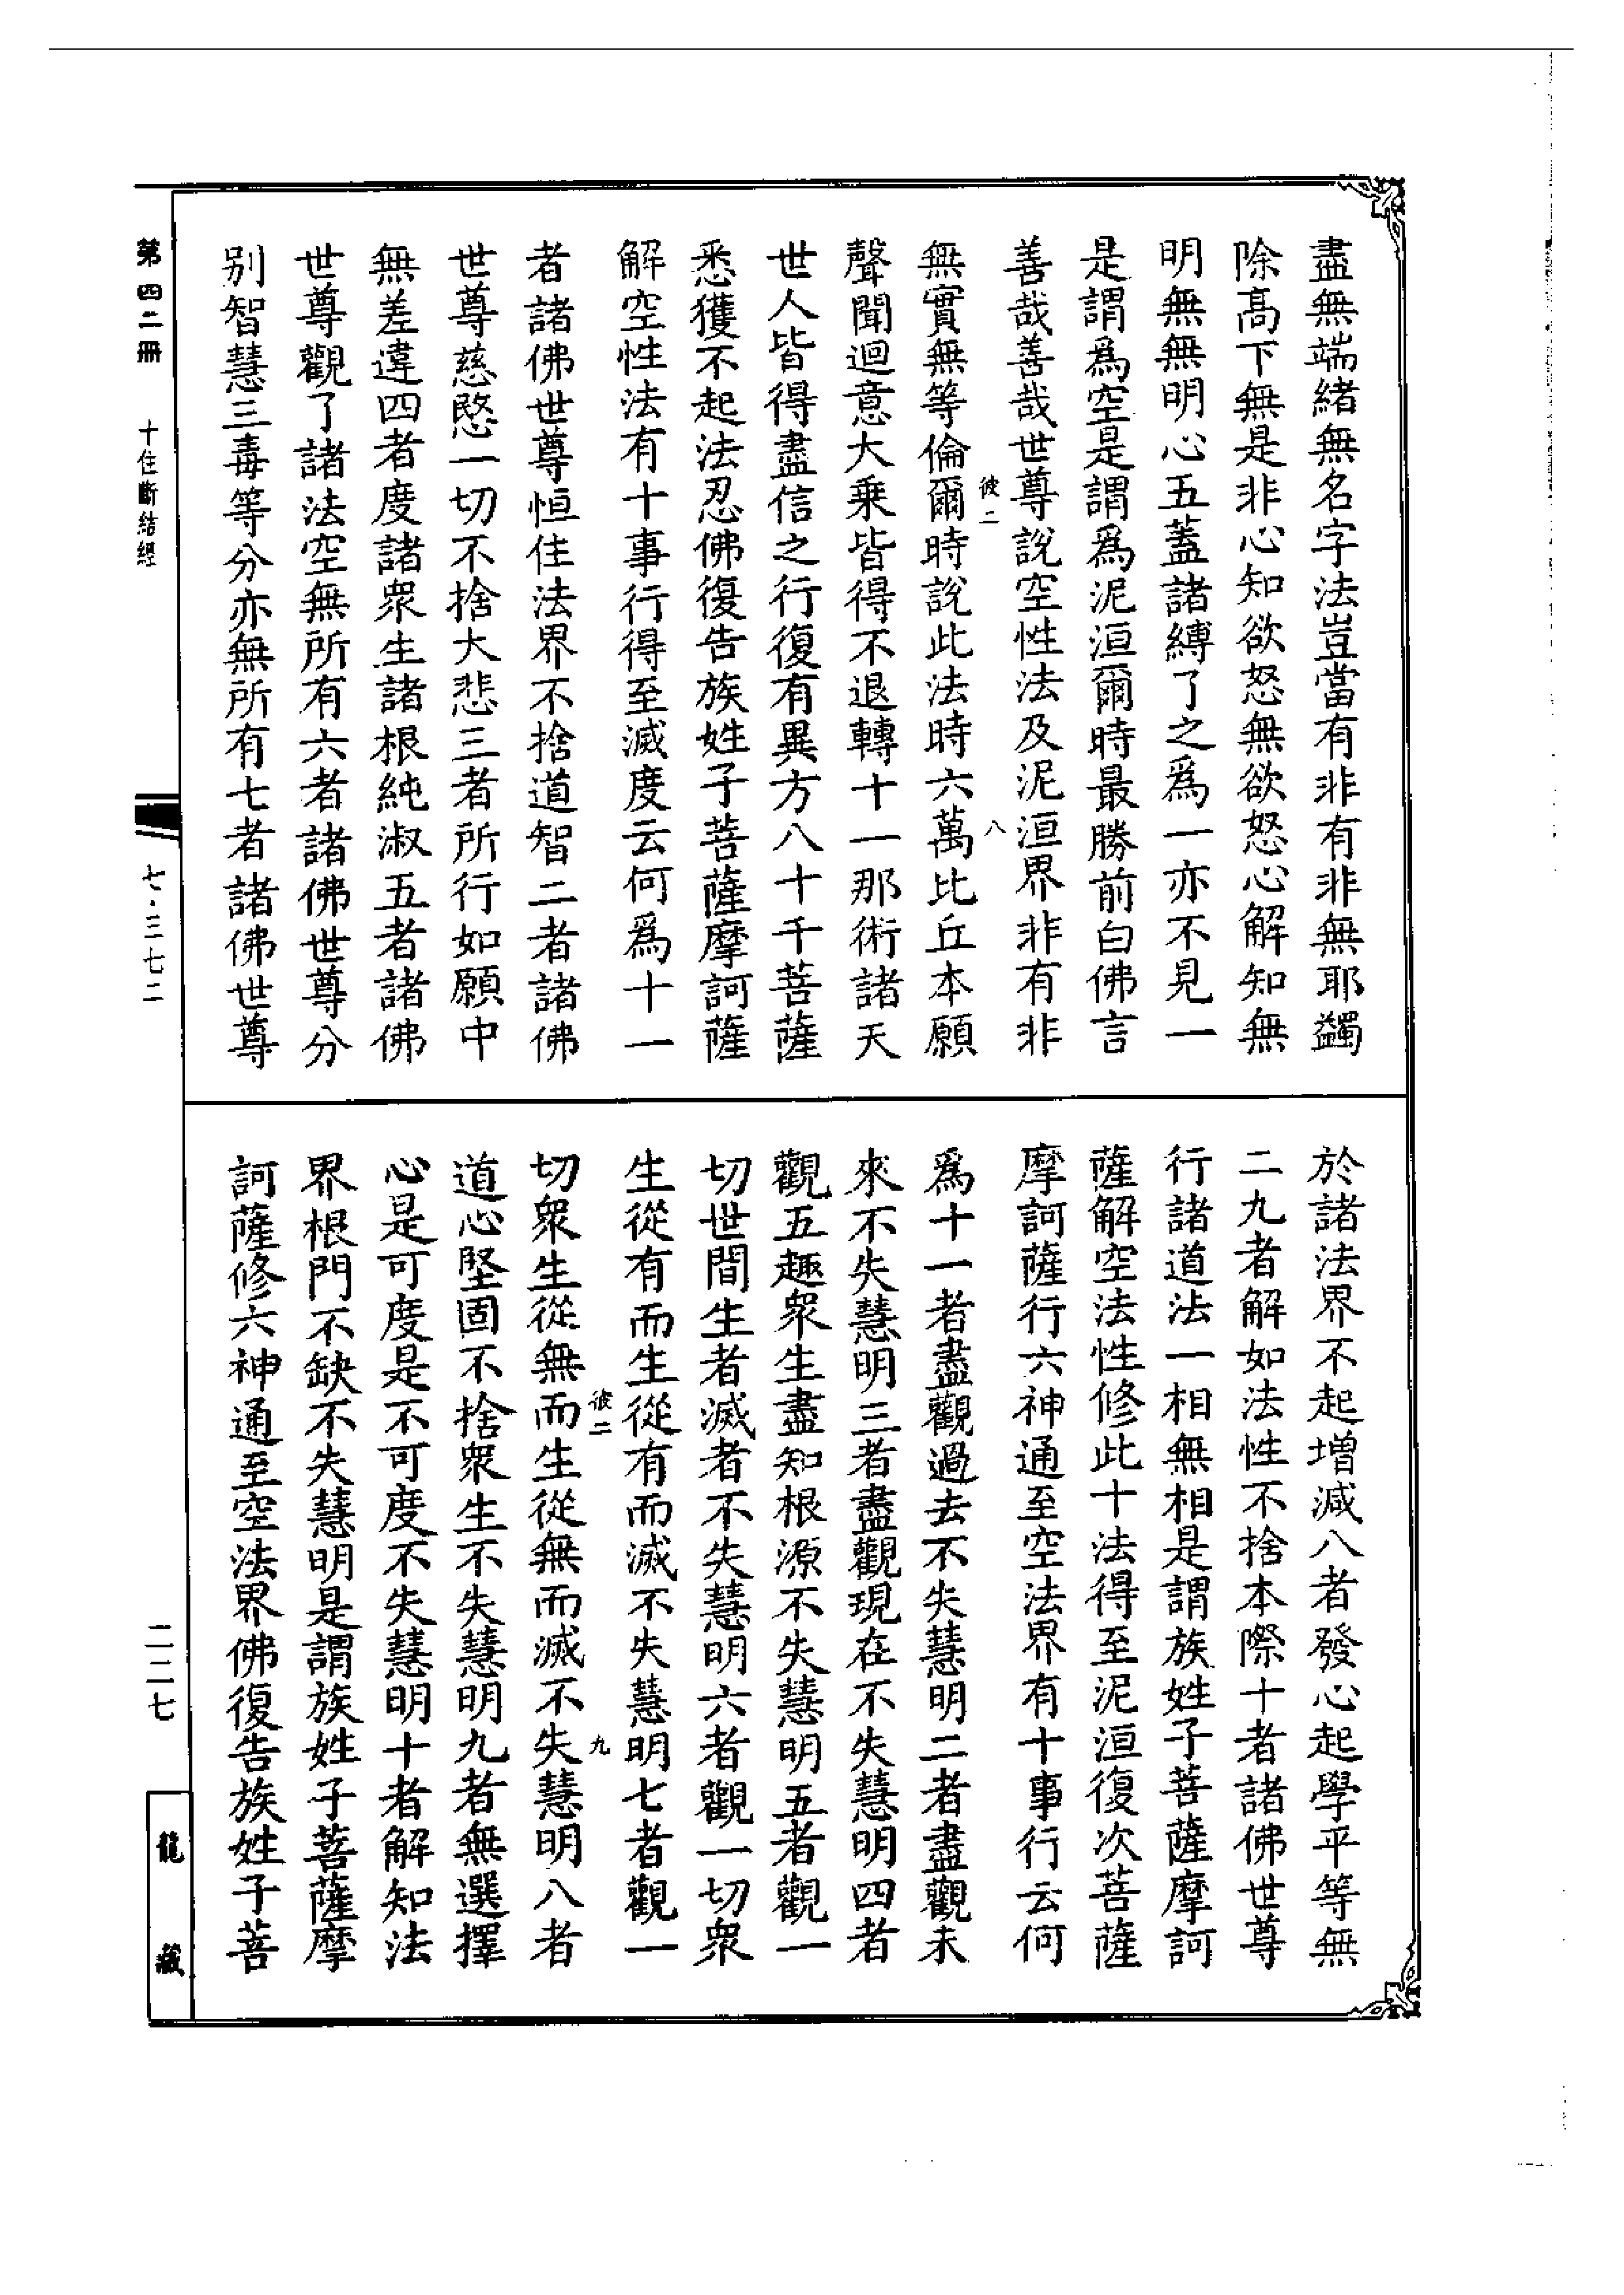 盡無端緒無名字法豈當有非有非無耶蠲
除高下無是非心知欲怒無欲怒心解知無
明無無明心五蓋諸縛了之爲一亦不見一
是謂爲空是謂爲泥洹爾時最勝前白佛言
善哉善哉世尊說空性法及泥洹界非有非
彼二
八
無實無等倫爾時說此法時六萬比丘本願
聲聞迴意大乗皆得不退轉十一那術諸天
世人皆得盡信之行復有異方八十千菩薩
悉獲不起法忍佛復告族姓子菩薩摩訶薩
解空性法有十事行得至滅度云何爲十一
者諸佛世尊恒住法界不捨道智二者諸佛
世尊慈愍一切不捨大悲三者所行如願中
無差違四者度諸衆生諸根純淑五者諸佛
世尊觀了諸法空無所有六者諸佛世尊分
别智慧三毒等分亦無所有七者諸佛世尊
於諸法界不起增減八者發心起學平等無
二九者解如法性不捨本際十者諸佛世尊
行諸道法一相無相是謂族姓子菩薩摩訶
薩解空法性修此十法得至泥洹復次菩薩
摩訶薩行六神通至空法界有十事行云何
爲十一者盡觀過去不失慧明二者盡觀未
來不失慧明三者盡觀現在不失慧明四者
觀五趣衆生盡知根源不失慧明五者觀一
切世間生者滅者不失慧明六者觀一切衆
生從有而生從有而滅不失慧明七者觀一
彼二
九
切衆生從無而生從無而滅不失慧明八者
道心堅固不捨衆生不失慧明九者無選擇
心是可度是不可度不失慧明十者解知法
界根門不缺不失慧明是謂族姓子菩薩摩
訶薩修六神通至空法界佛復告族姓子菩
第四二冊
十住斷結經
七·三七二
二二七
龍藏